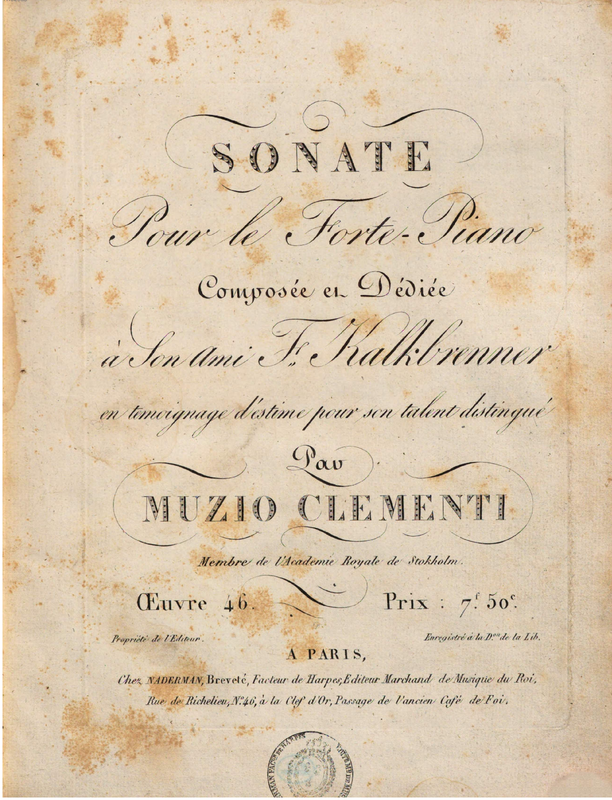 SONATE
Pour le Forte-Piano
Composée et Dédiée
à Son Ami F. Kalkbrenner
en temoignage d'estime pour son talent distingué
Par
MUZIO CLEMENTI
Membre de l'Academie Royale de Stokholm.
Œuvre 46. Prix : 7f. 50c.
Propriété de l'Editeur. Enregistré à la D.on de la Lib.
A PARIS,
Chez NADERMAN, Breveté, Facteur de Harpes, Editeur Marchand de Musique du Roi,
Rue de Richelieu, No. 46, à la Clef d'Or, Passage de l'ancien Café de Foi.